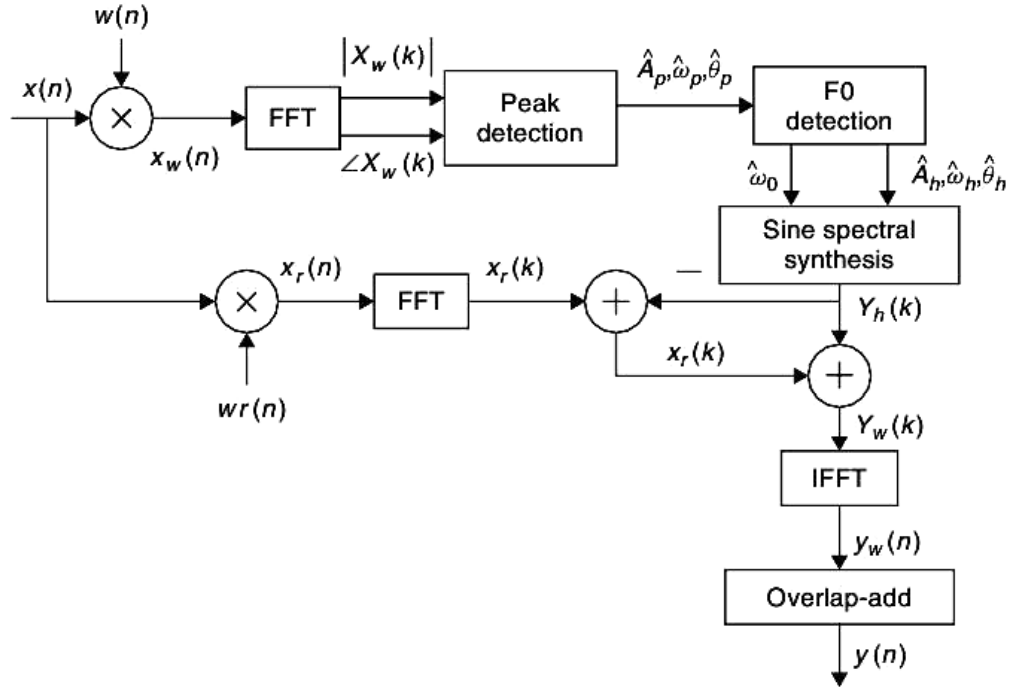 w(n)
x(n)
×
x_w(n)
FFT
|X_w(k)|
∠X_w(k)
Peak
detection
Â_p,ω̂_p,θ̂_p
F0
detection
ω̂_0
Â_h,ω̂_h,θ̂_h
Sine spectral
synthesis
×
x_r(n)
FFT
x_r(k)
+
−
Y_h(k)
wr(n)
x_r(k)
+
Y_w(k)
IFFT
y_w(n)
Overlap-add
y(n)